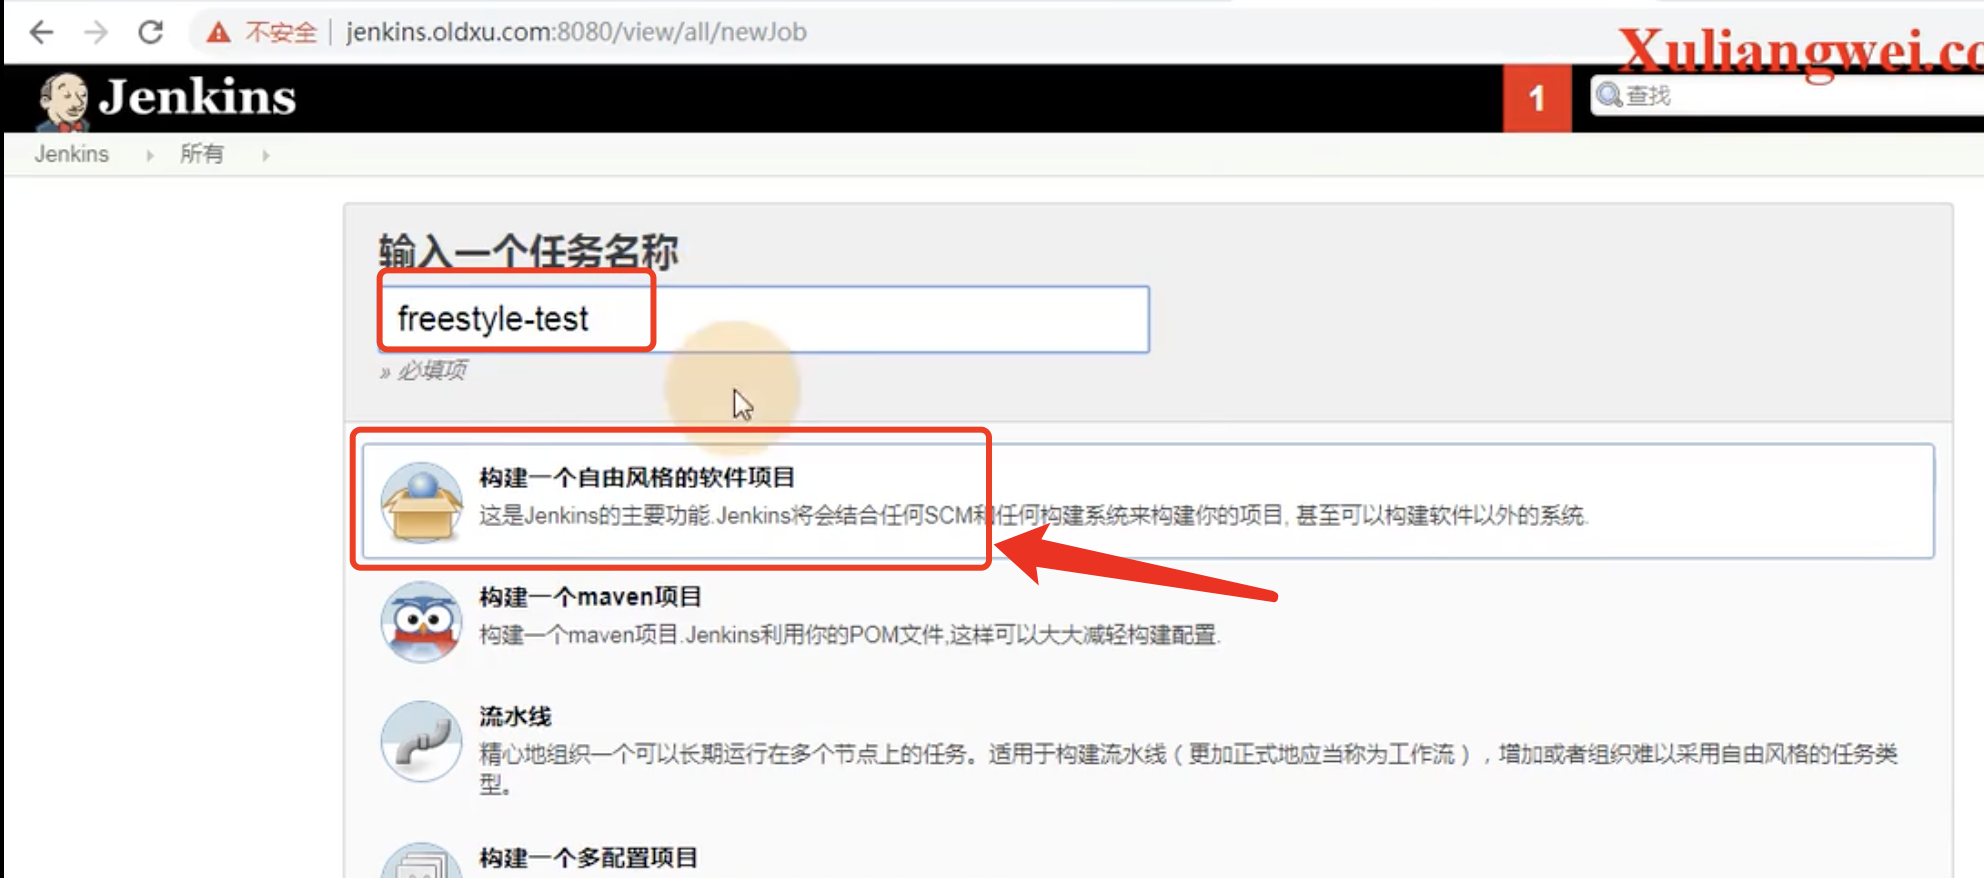 不安全 jenkins.oldxu.com:8080/view/all/newJob
Xuliangwei.co
Jenkins
1
查找
Jenkins 所有
输入一个任务名称
freestyle-test
» 必填项
构建一个自由风格的软件项目
这是Jenkins的主要功能.Jenkins将会结合任何SCM和任何构建系统来构建你的项目, 甚至可以构建软件以外的系统.
构建一个maven项目
构建一个maven项目.Jenkins利用你的POM文件,这样可以大大减轻构建配置.
流水线
精心地组织一个可以长期运行在多个节点上的任务。适用于构建流水线（更加正式地应当称为工作流），增加或者组织难以采用自由风格的任务类
型。
构建一个多配置项目